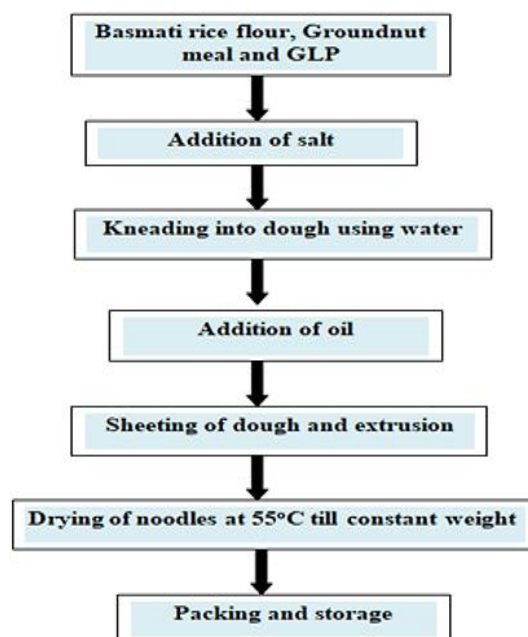 Basmati rice flour, Groundnut
meal and GLP
Addition of salt
Kneading into dough using water
Addition of oil
Sheeting of dough and extrusion
Drying of noodles at 55°C till constant weight
Packing and storage